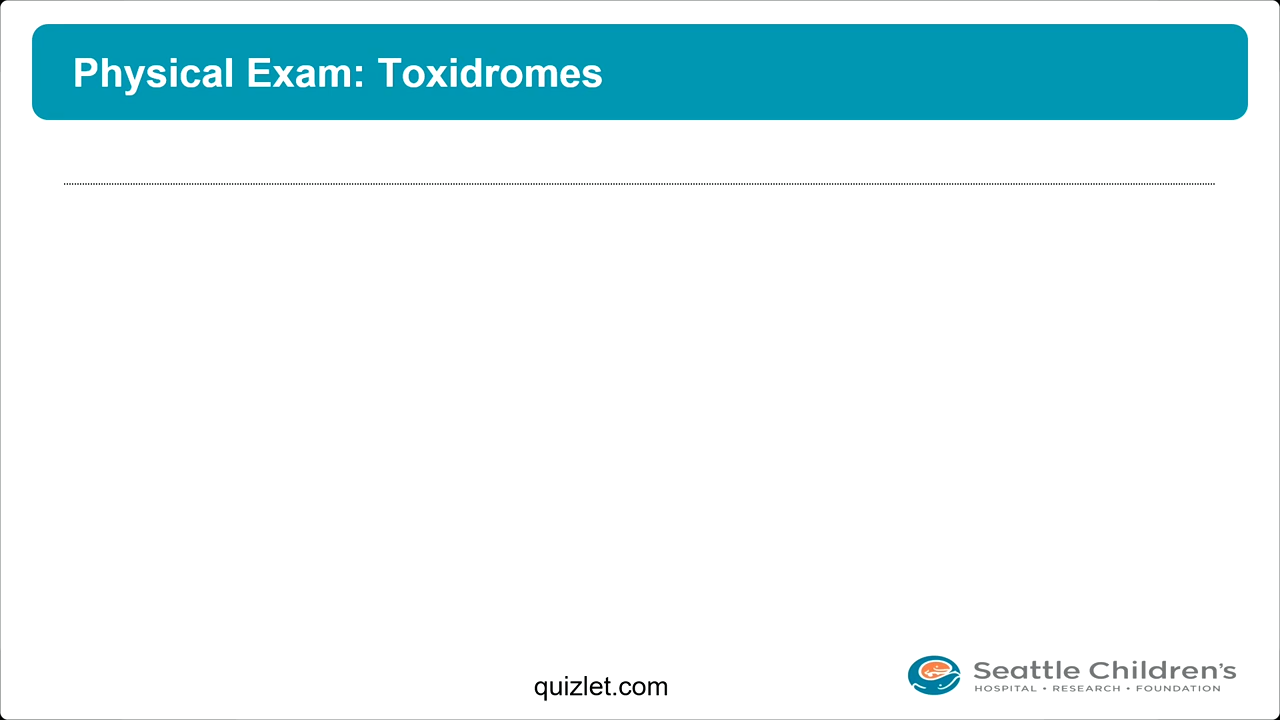 Physical Exam: Toxidromes
quizlet.com
Seattle Children's
HOSPITAL • RESEARCH • FOUNDATION